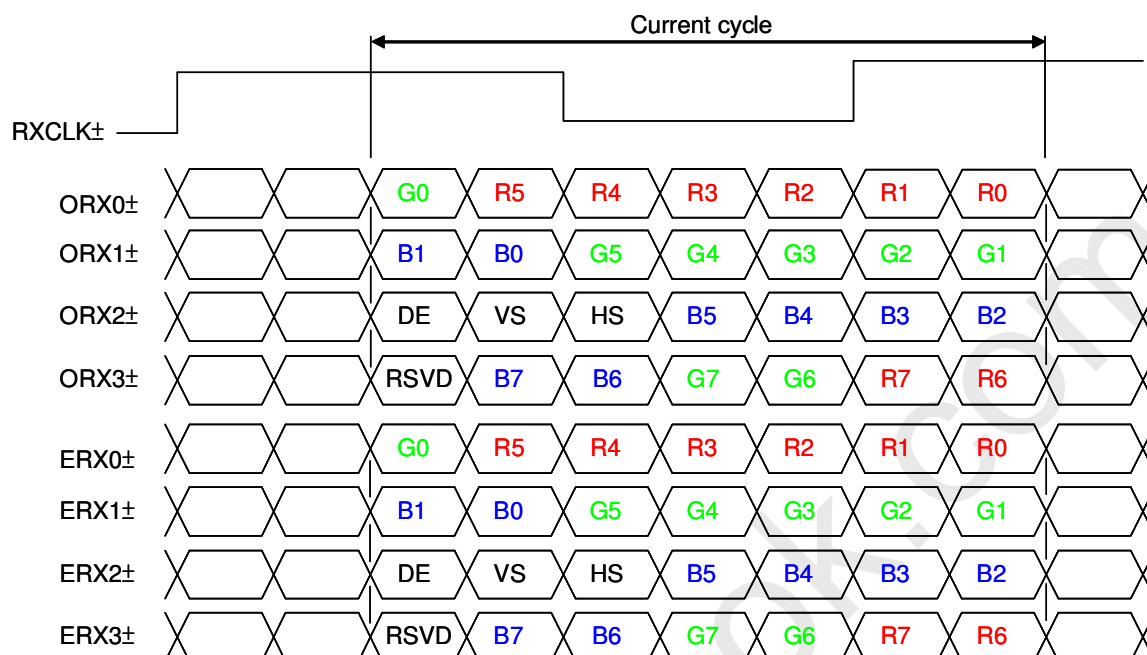 Current cycle
RXCLK±
ORX0± G0 R5 R4 R3 R2 R1 R0
ORX1± B1 B0 G5 G4 G3 G2 G1
ORX2± DE VS HS B5 B4 B3 B2
ORX3± RSVD B7 B6 G7 G6 R7 R6
ERX0± G0 R5 R4 R3 R2 R1 R0
ERX1± B1 B0 G5 G4 G3 G2 G1
ERX2± DE VS HS B5 B4 B3 B2
ERX3± RSVD B7 B6 G7 G6 R7 R6
ok.com